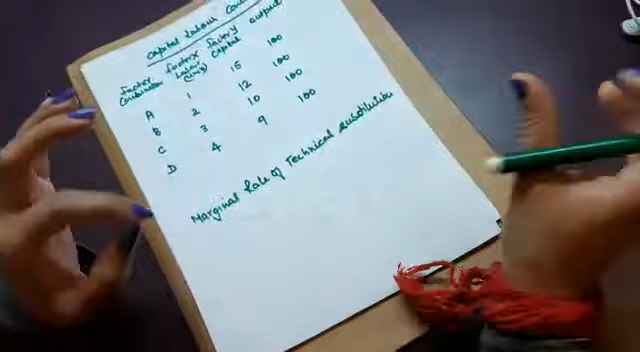 Capital Labour
Factor Combination Factor X Labour (units) Factor Y Capital output
A 1 15 100
B 2 12 100
C 3 10 100
D 4 9 100
Marginal Rate of Technical substitution